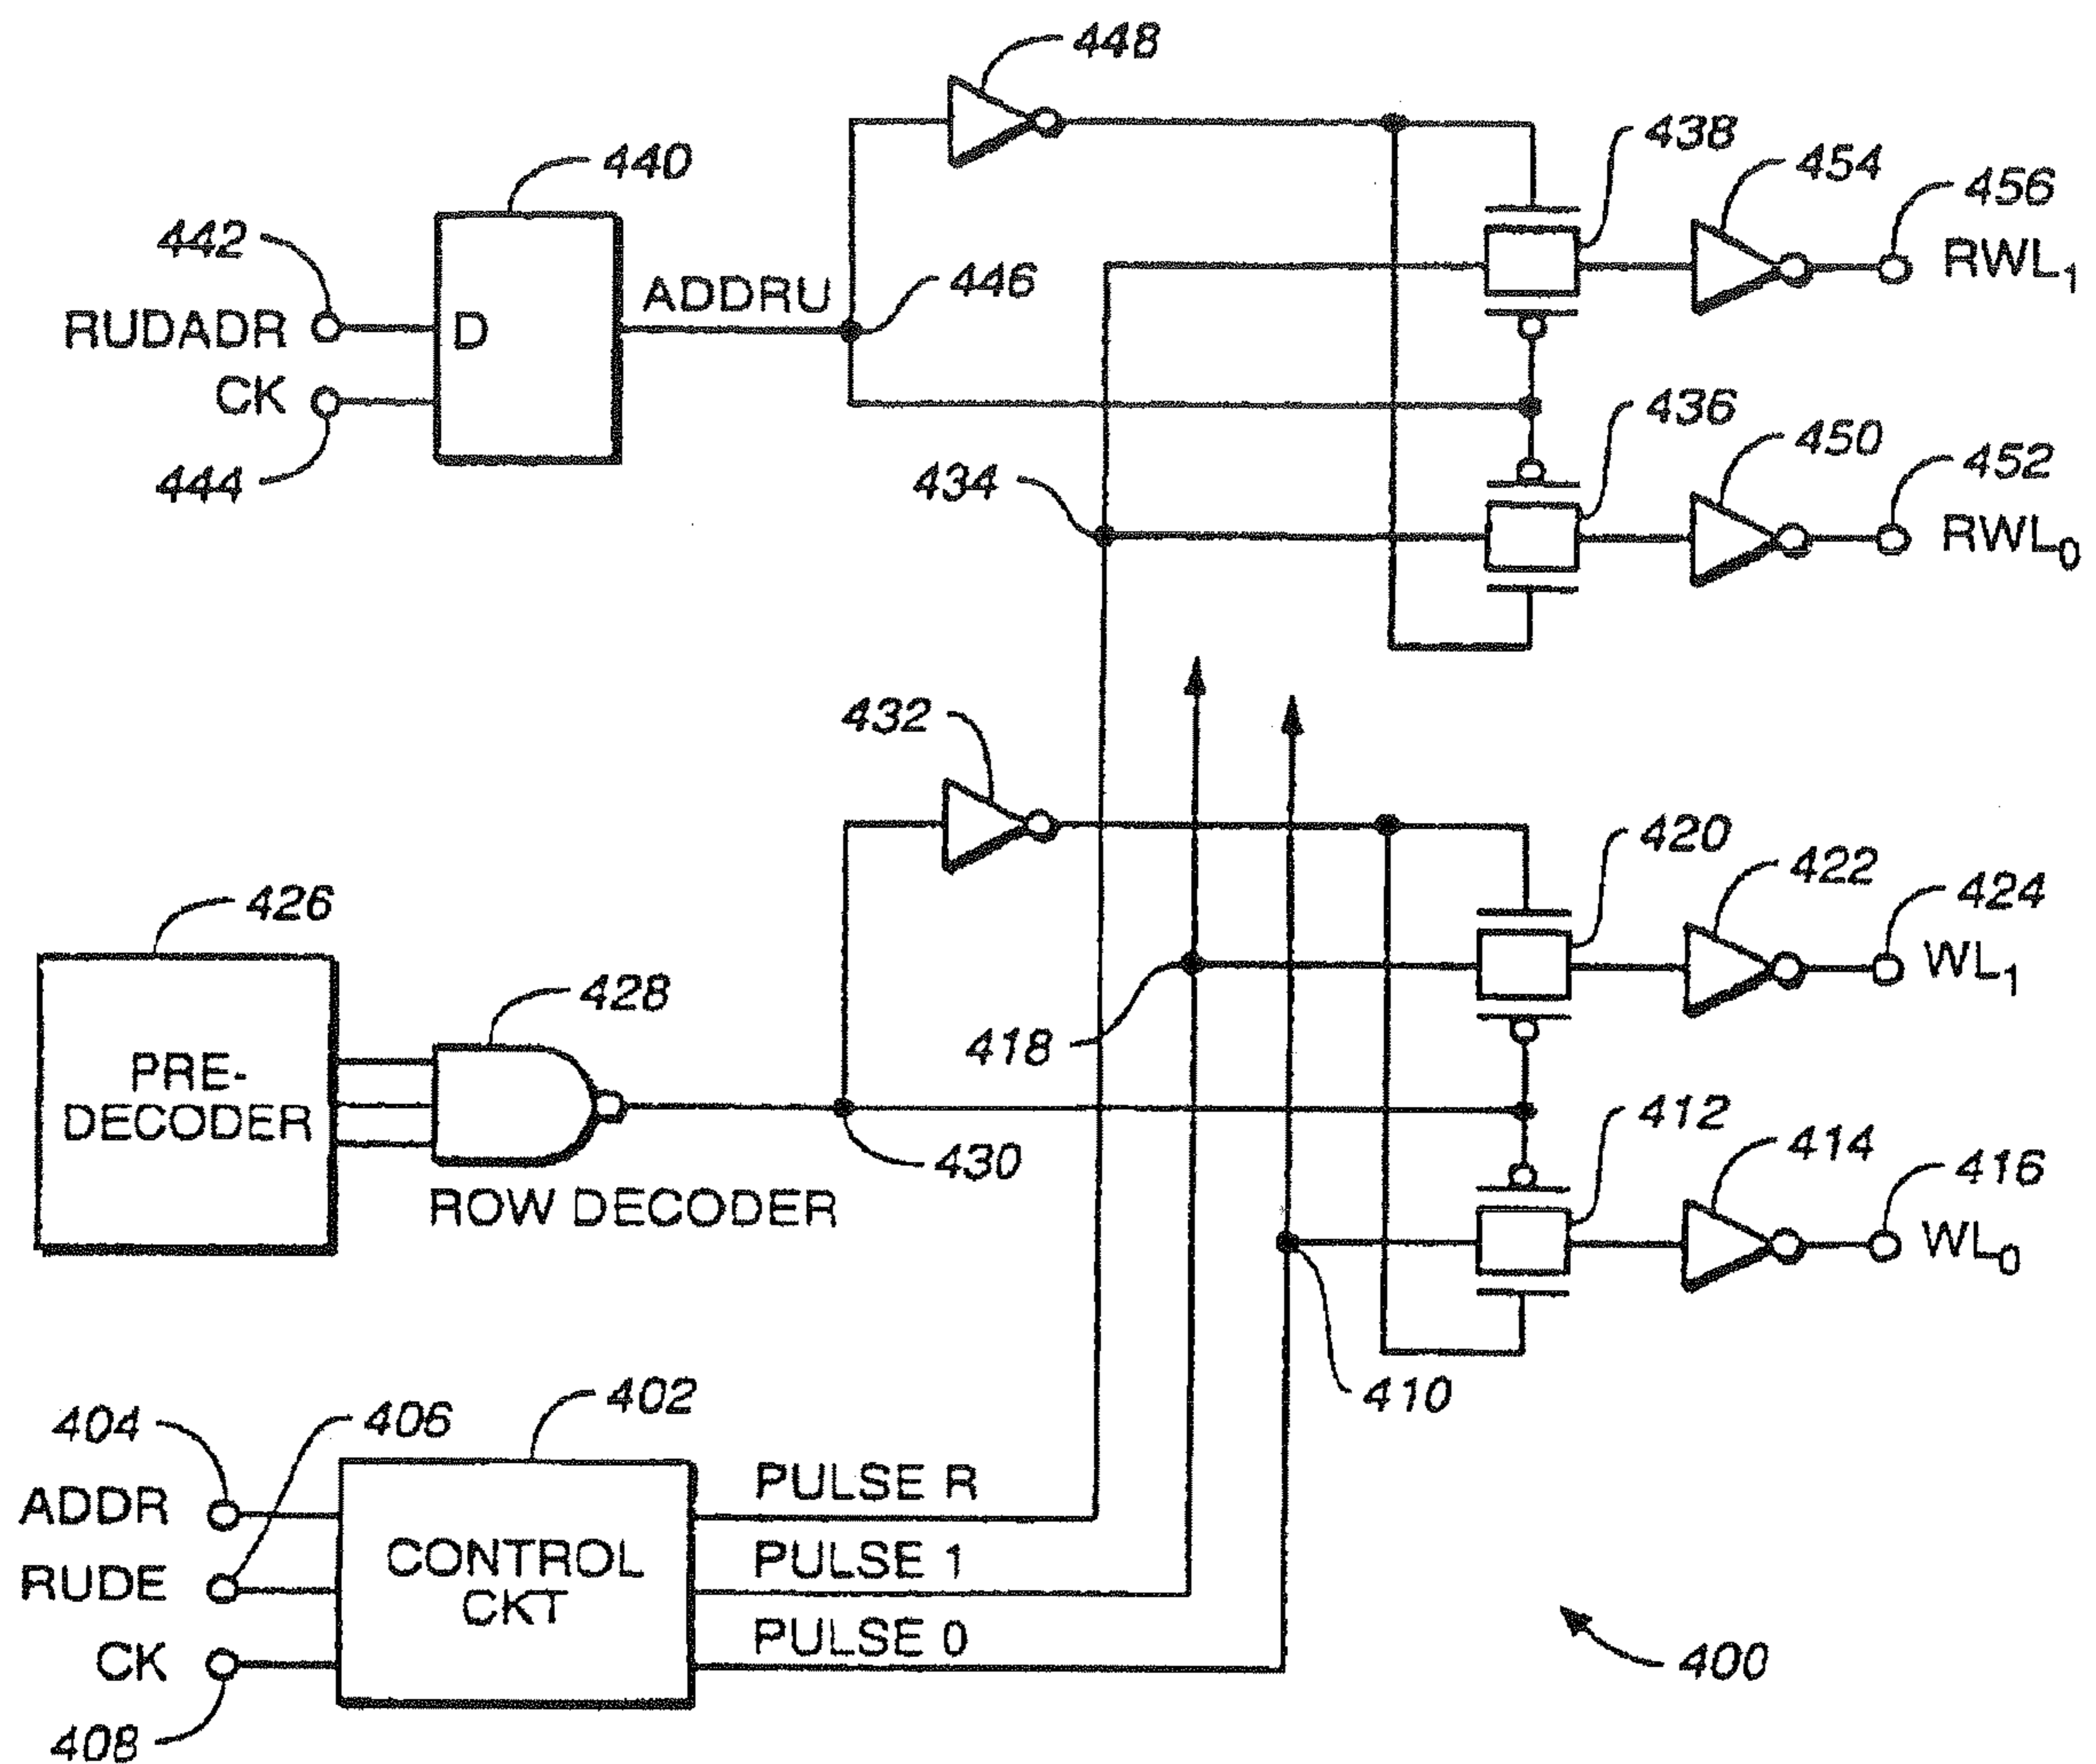 448
438
440
454
456
RWL₁
442
ADDRU
446
RUDADR
D
CK
436
450
444
434
452
RWL₀
432
420
422
424
426
WL₁
428
418
PRE-
DECODER
412
414
430
416
ROW DECODER
WL₀
402
410
404
406
PULSE R
ADDR
CONTROL
CKT
PULSE 1
RUDE
PULSE 0
CK
400
408